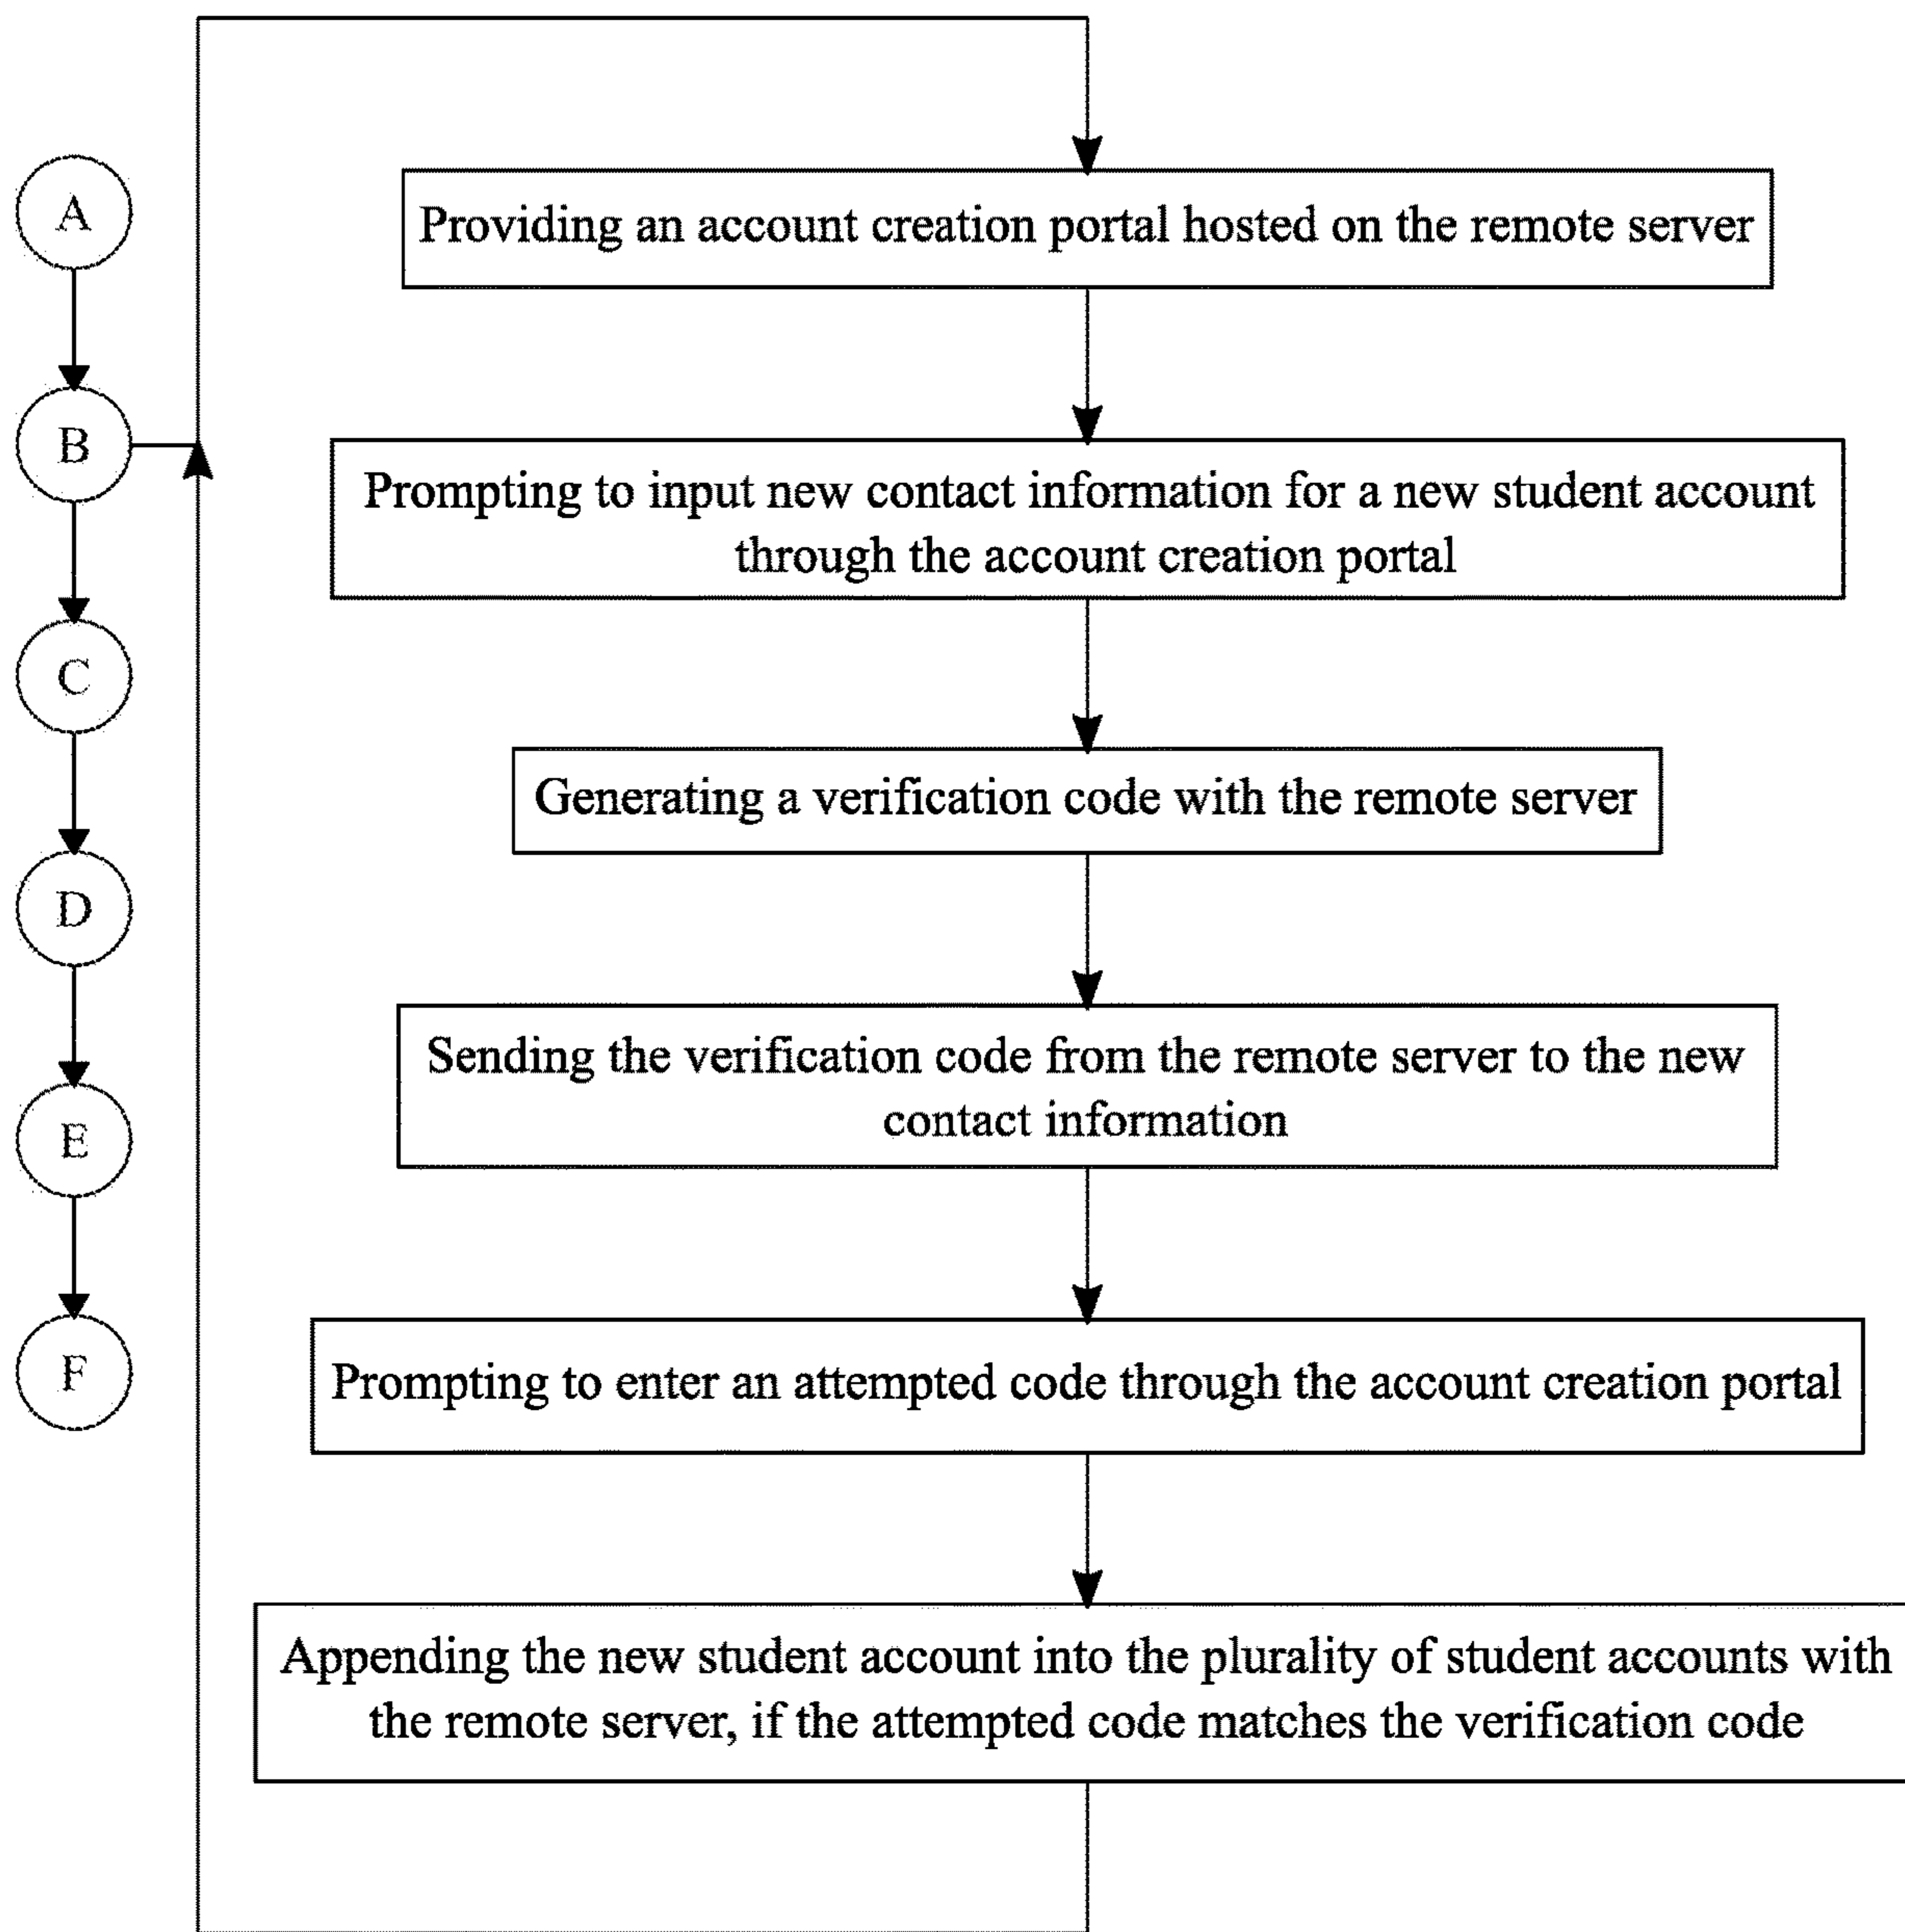 A
B
C
D
E
F
Providing an account creation portal hosted on the remote server
Prompting to input new contact information for a new student account
through the account creation portal
Generating a verification code with the remote server
Sending the verification code from the remote server to the new
contact information
Prompting to enter an attempted code through the account creation portal
Appending the new student account into the plurality of student accounts with
the remote server, if the attempted code matches the verification code